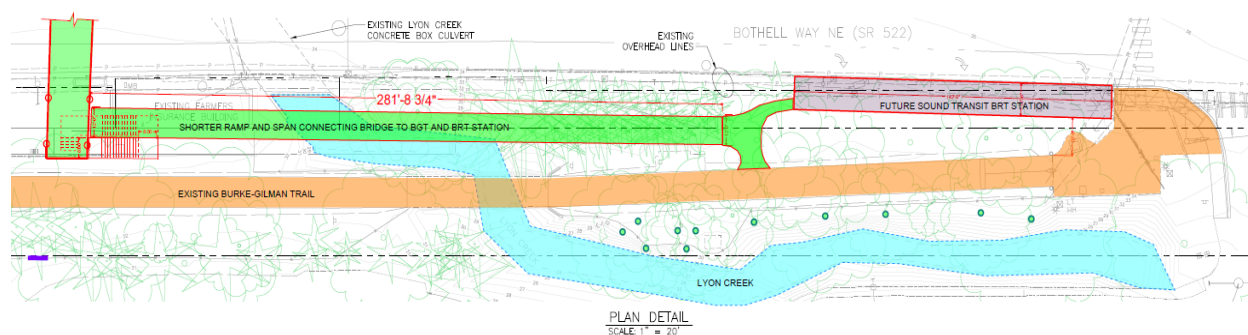 EXISTING LYON CREEK
CONCRETE BOX CULVERT
EXISTING
OVERHEAD LINES
BOTHELL WAY NE (SR 522)
281'-8 3/4"
FUTURE SOUND TRANSIT BRT STATION
EXISTING FARMERS
SHORTER RAMP AND SPAN CONNECTING BRIDGE TO BGT AND BRT STATION
EXISTING BURKE-GILMAN TRAIL
LYON CREEK
PLAN DETAIL
SCALE: 1" = 20'